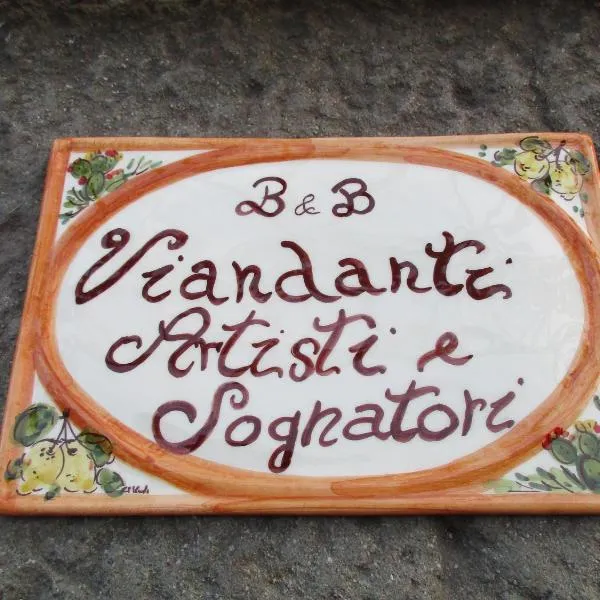 B & B
Viandanti
Artisti e
Sognatori